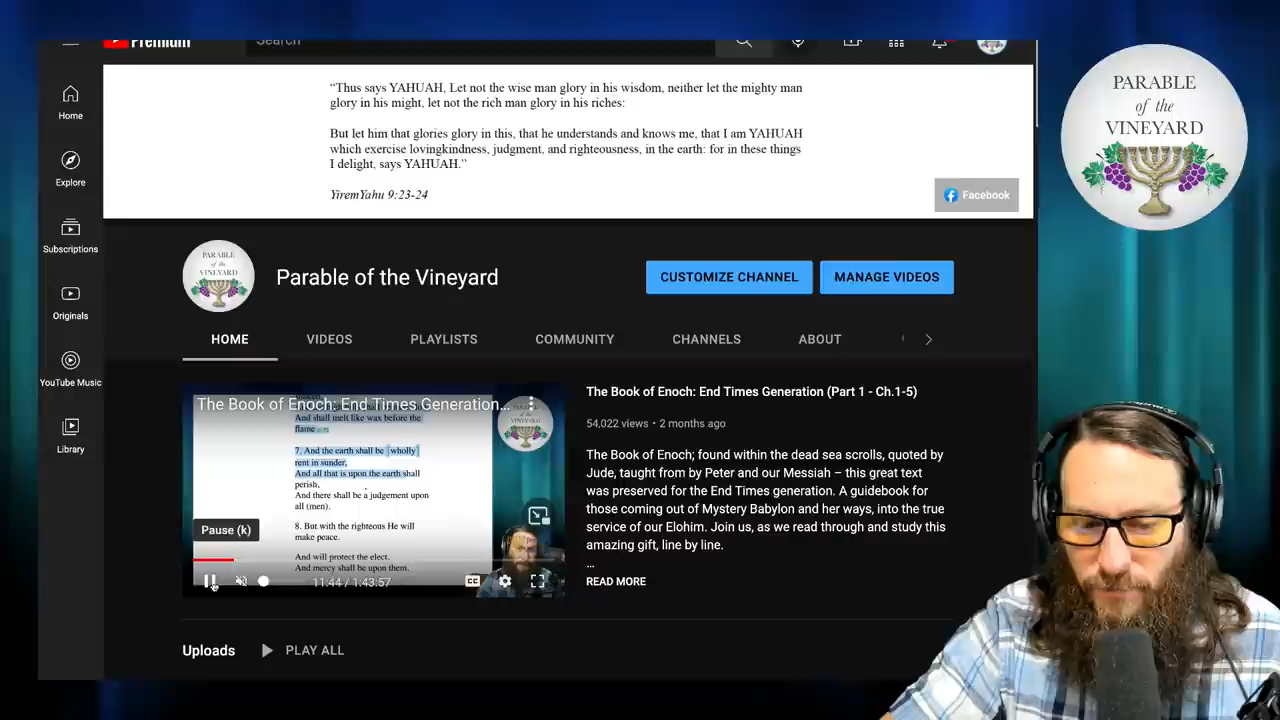 Premium
Search
“Thus says YAHUAH, Let not the wise man glory in his wisdom, neither let the mighty man
glory in his might, let not the rich man glory in his riches:
But let him that glories glory in this, that he understands and knows me, that I am YAHUAH
which exercise lovingkindness, judgment, and righteousness, in the earth: for in these things
I delight, says YAHUAH.”
YiremYahu 9:23-24
Facebook
PARABLE
of the
VINEYARD
Home
Explore
Subscriptions
Originals
YouTube Music
Library
PARABLE
of the
VINEYARD
Parable of the Vineyard
CUSTOMIZE CHANNEL
MANAGE VIDEOS
HOME
VIDEOS
PLAYLISTS
COMMUNITY
CHANNELS
ABOUT
The Book of Enoch: End Times Generation...
And shall melt like wax before the
flame
7. And the earth shall be [wholly]
rent in sunder,
And all that is upon the earth shall
perish,
And there shall be a judgement upon
all (men).
8. But with the righteous He will
make peace.
And will protect the elect.
And mercy shall be upon them.
PARABLE
of the
VINEYARD
Pause (k)
11:44 / 1:43:57
CC
The Book of Enoch: End Times Generation (Part 1 - Ch.1-5)
54,022 views • 2 months ago
The Book of Enoch; found within the dead sea scrolls, quoted by
Jude, taught from by Peter and our Messiah – this great text
was preserved for the End Times generation. A guidebook for
those coming out of Mystery Babylon and her ways, into the true
service of our Elohim. Join us, as we read through and study this
amazing gift, line by line.
...
READ MORE
Uploads
PLAY ALL